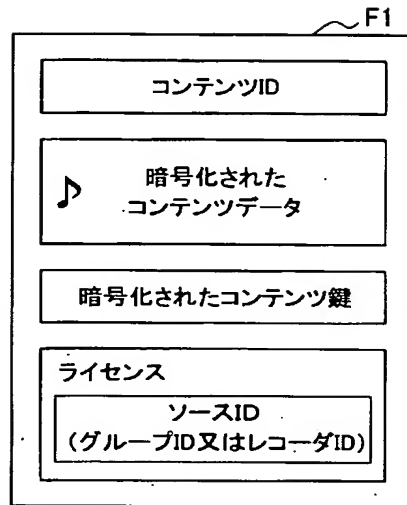 F1
コンテンツID
暗号化された
コンテンツデータ
暗号化されたコンテンツ鍵
ライセンス
ソースID
(グループID又はレコーダID)